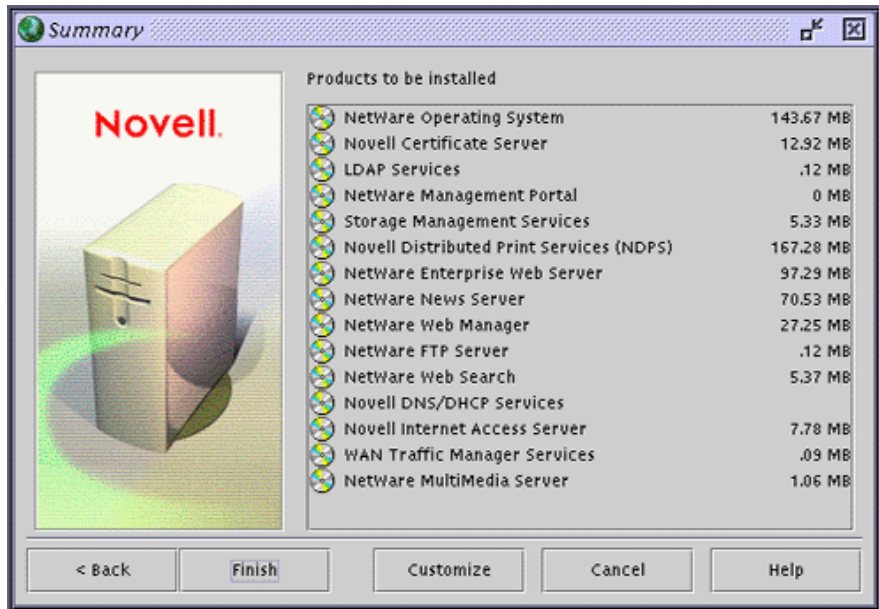 Summary
Novell.
Products to be installed
NetWare Operating System 143.67 MB
Novell Certificate Server 12.92 MB
LDAP Services .12 MB
NetWare Management Portal 0 MB
Storage Management Services 5.33 MB
Novell Distributed Print Services (NDPS) 167.28 MB
NetWare Enterprise Web Server 97.29 MB
NetWare News Server 70.53 MB
NetWare Web Manager 27.25 MB
NetWare FTP Server .12 MB
NetWare Web Search 5.37 MB
Novell DNS/DHCP Services
Novell Internet Access Server 7.78 MB
WAN Traffic Manager Services .09 MB
NetWare MultiMedia Server 1.06 MB
< Back Finish Customize Cancel Help